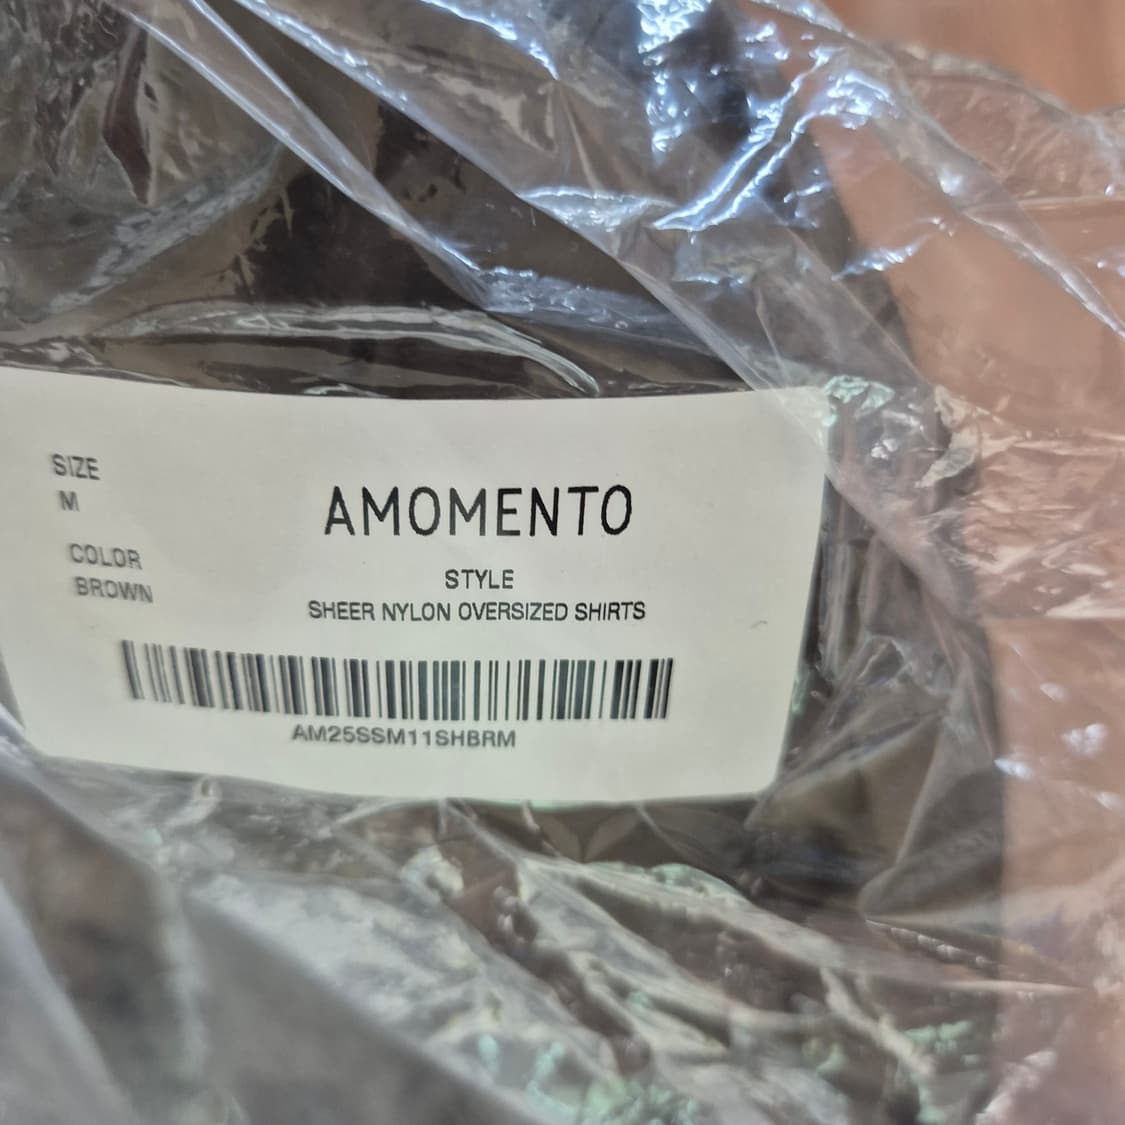 SIZE
M
COLOR
BROWN
AMOMENTO
STYLE
SHEER NYLON OVERSIZED SHIRTS
AM25SSM11SHBRM